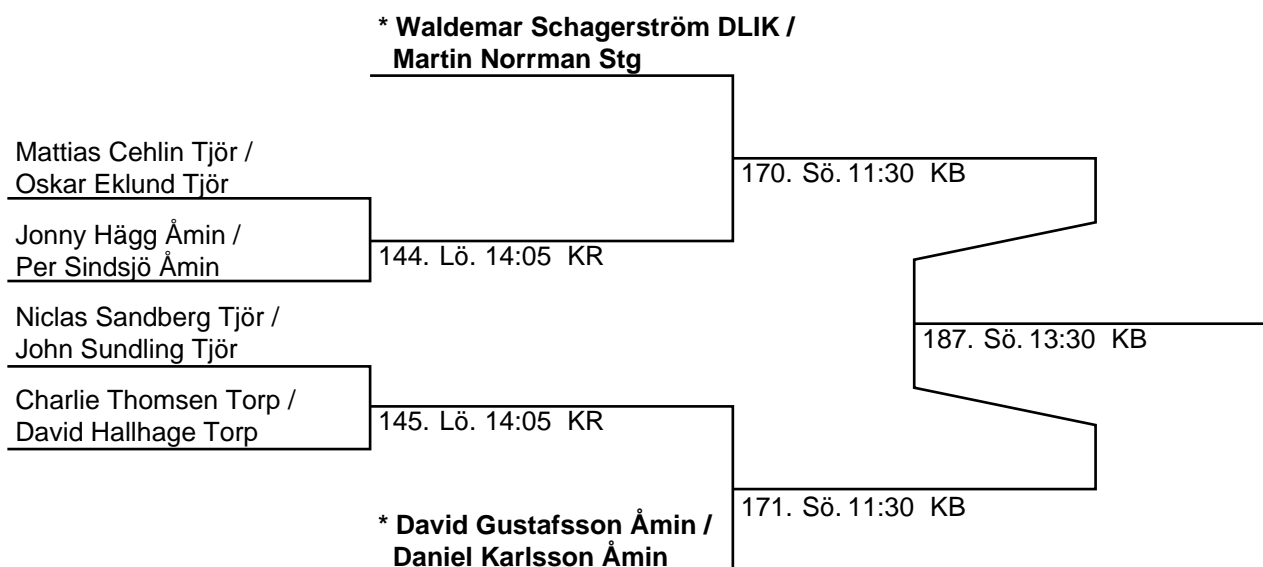 * Waldemar Schagerström DLIK /
Martin Norrman Stg
Mattias Cehlin Tjör /
Oskar Eklund Tjör
170. Sö. 11:30 KB
Jonny Hägg Åmin /
Per Sindsjö Åmin
144. Lö. 14:05 KR
Niclas Sandberg Tjör /
John Sundling Tjör
187. Sö. 13:30 KB
Charlie Thomsen Torp /
David Hallhage Torp
145. Lö. 14:05 KR
171. Sö. 11:30 KB
* David Gustafsson Åmin /
Daniel Karlsson Åmin